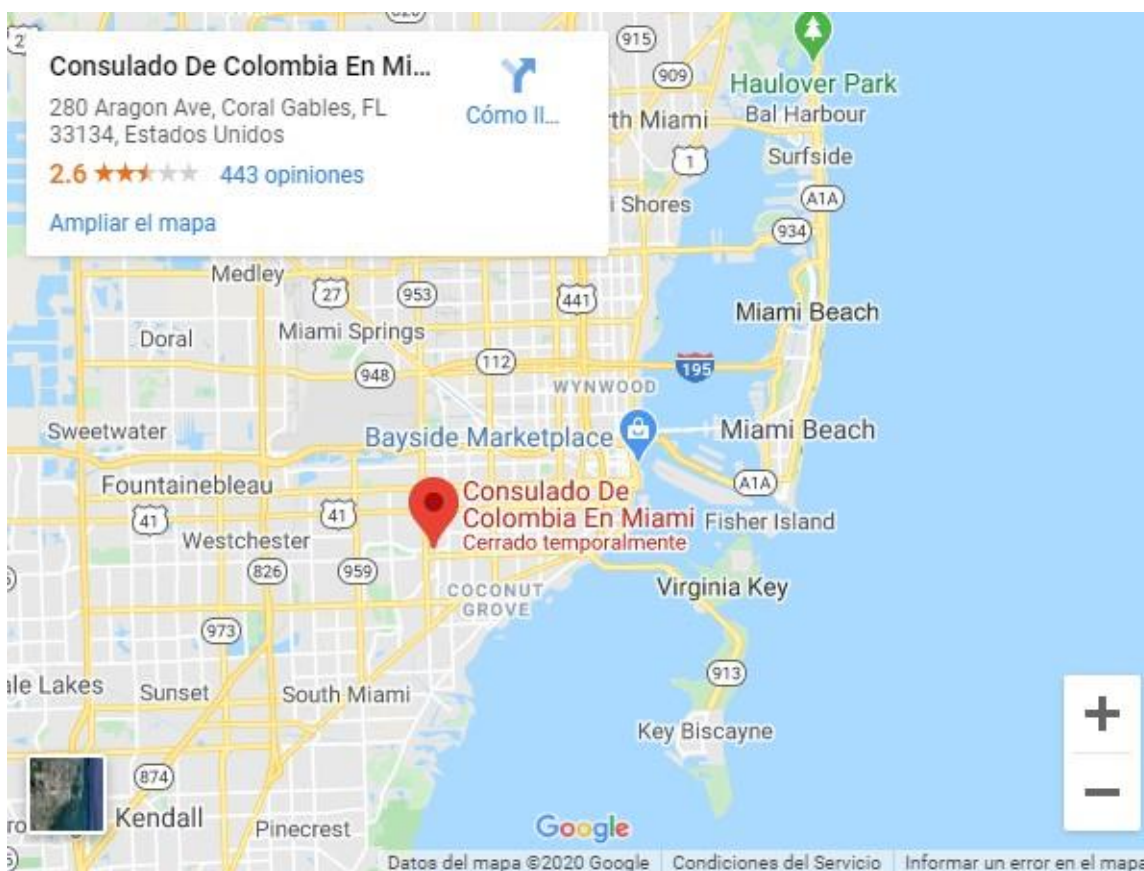 Consulado De Colombia En Mi...
280 Aragon Ave, Coral Gables, FL
33134, Estados Unidos
2.6
443 opiniones
Ampliar el mapa
Cómo ll...
915
909
Haulover Park
Bal Harbour
rth Miami
1
Surfside
i Shores
A1A
934
Medley
27
953
441
Miami Beach
Doral
Miami Springs
112
948
195
WYNWOOD
Sweetwater
Bayside Marketplace
Miami Beach
Fountainebleau
A1A
Consulado De
Colombia En Miami
Cerrado temporalmente
41
41
Fisher Island
Westchester
826
959
COCONUT
GROVE
Virginia Key
973
913
ale Lakes
Sunset
South Miami
Key Biscayne
874
Kendall
Pinecrest
Google
+
−
Datos del mapa ©2020 Google
Condiciones del Servicio
Informar un error en el mapa